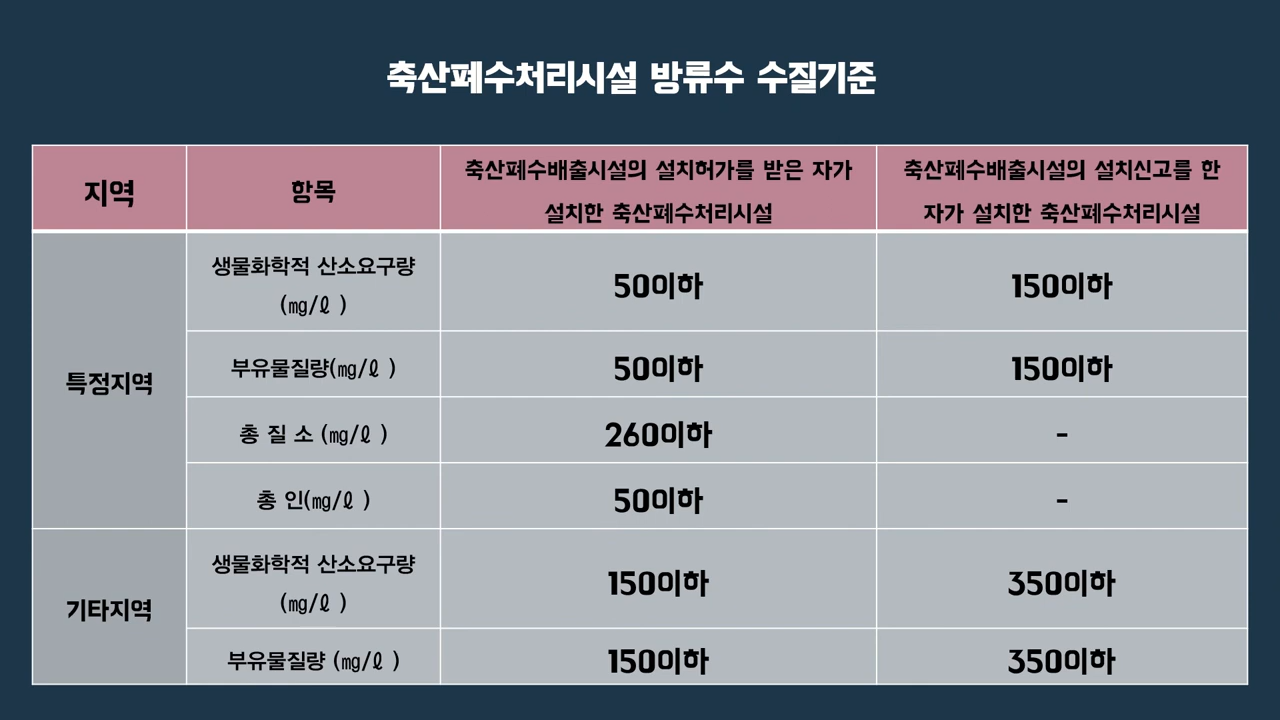 축산폐수처리시설 방류수 수질기준
지역
항목
축산폐수배출시설의 설치허가를 받은 자가
설치한 축산폐수처리시설
축산폐수배출시설의 설치신고를 한
자가 설치한 축산폐수처리시설
특정지역
생물화학적 산소요구량
(㎎/ℓ )
50이하
150이하
부유물질량(㎎/ℓ )
50이하
150이하
총 질 소 (㎎/ℓ )
260이하
-
총 인(㎎/ℓ )
50이하
-
기타지역
생물화학적 산소요구량
(㎎/ℓ )
150이하
350이하
부유물질량 (㎎/ℓ )
150이하
350이하